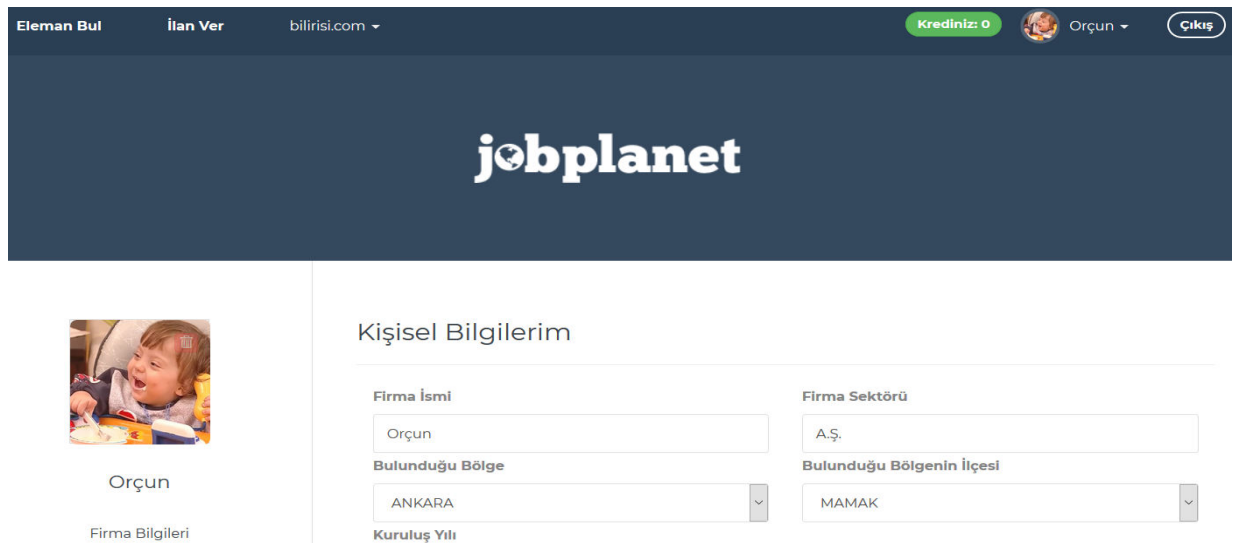 Eleman Bul İlan Ver bilirisi.com Krediniz: 0 Orçun Çıkış
jobplanet
Kişisel Bilgilerim
Firma İsmi Firma Sektörü
Orçun A.Ş.
Bulunduğu Bölge Bulunduğu Bölgenin İlçesi
Orçun
ANKARA MAMAK
Firma Bilgileri
Kuruluş Yılı